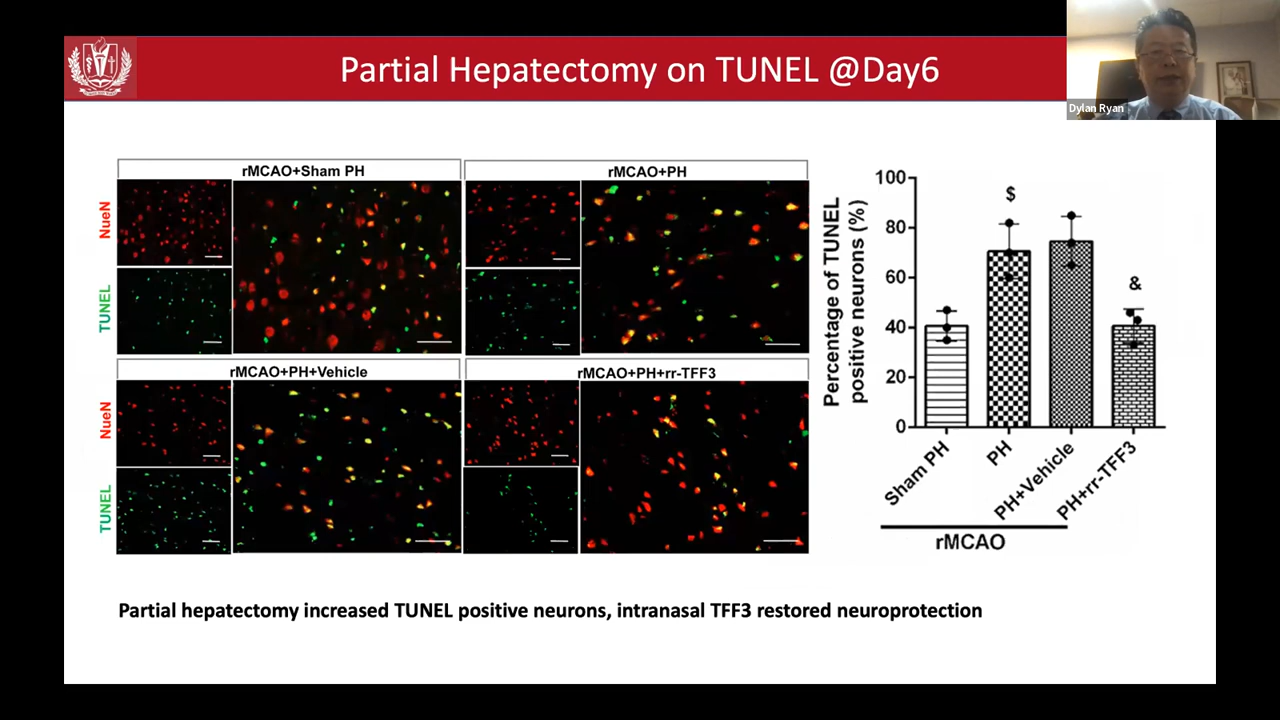 Partial Hepatectomy on TUNEL @Day6
Dylan Ryan
rMCAO+Sham PH
rMCAO+PH
NueN
TUNEL
rMCAO+PH+Vehicle
rMCAO+PH+rr-TFF3
NueN
TUNEL
Percentage of TUNEL
positive neurons (%)
100
80
60
40
20
0
$
&
Sham PH
PH
PH+Vehicle
PH+rr-TFF3
rMCAO
Partial hepatectomy increased TUNEL positive neurons, intranasal TFF3 restored neuroprotection